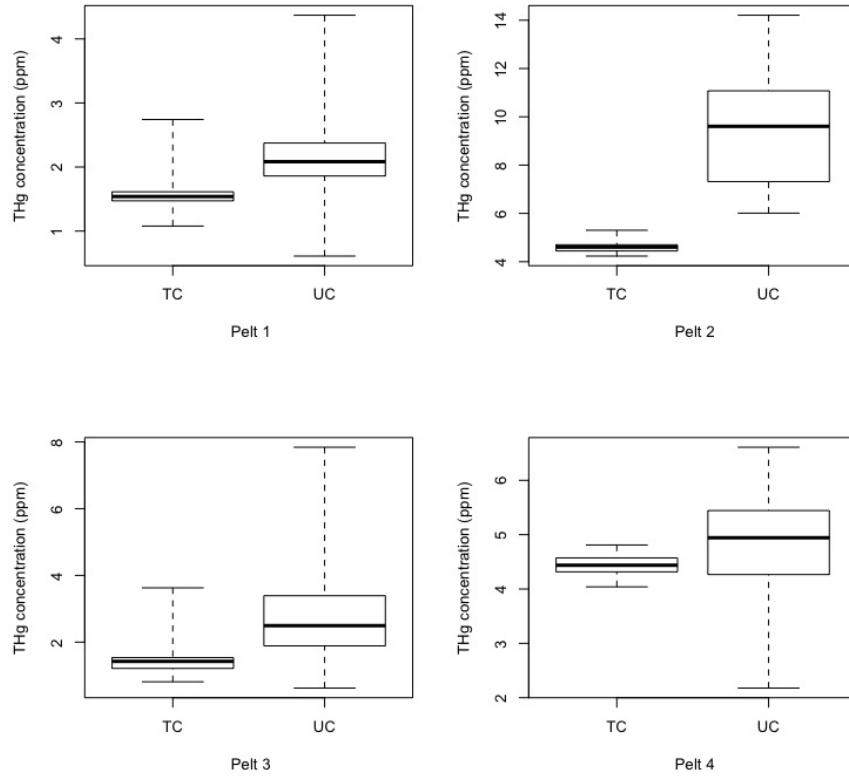 THg concentration (ppm)
4
3
2
1
TC
UC
Pelt 1
THg concentration (ppm)
14
12
10
8
6
4
TC
UC
Pelt 2
THg concentration (ppm)
8
6
4
2
TC
UC
Pelt 3
THg concentration (ppm)
6
5
4
3
2
TC
UC
Pelt 4